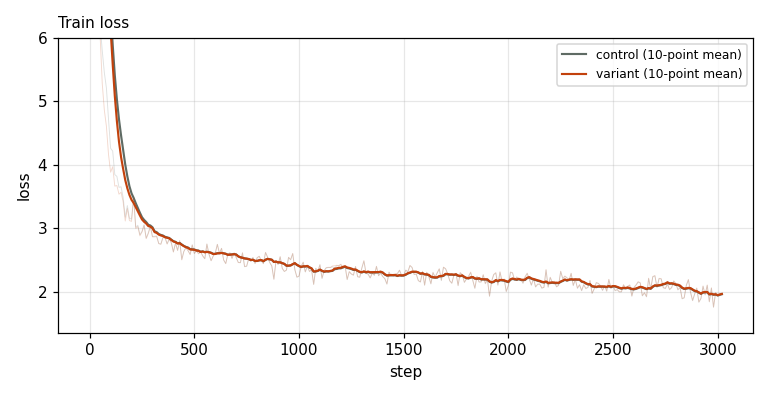 Train loss
control (10-point mean)
variant (10-point mean)
6
5
4
3
2
loss
0 500 1000 1500 2000 2500 3000
step